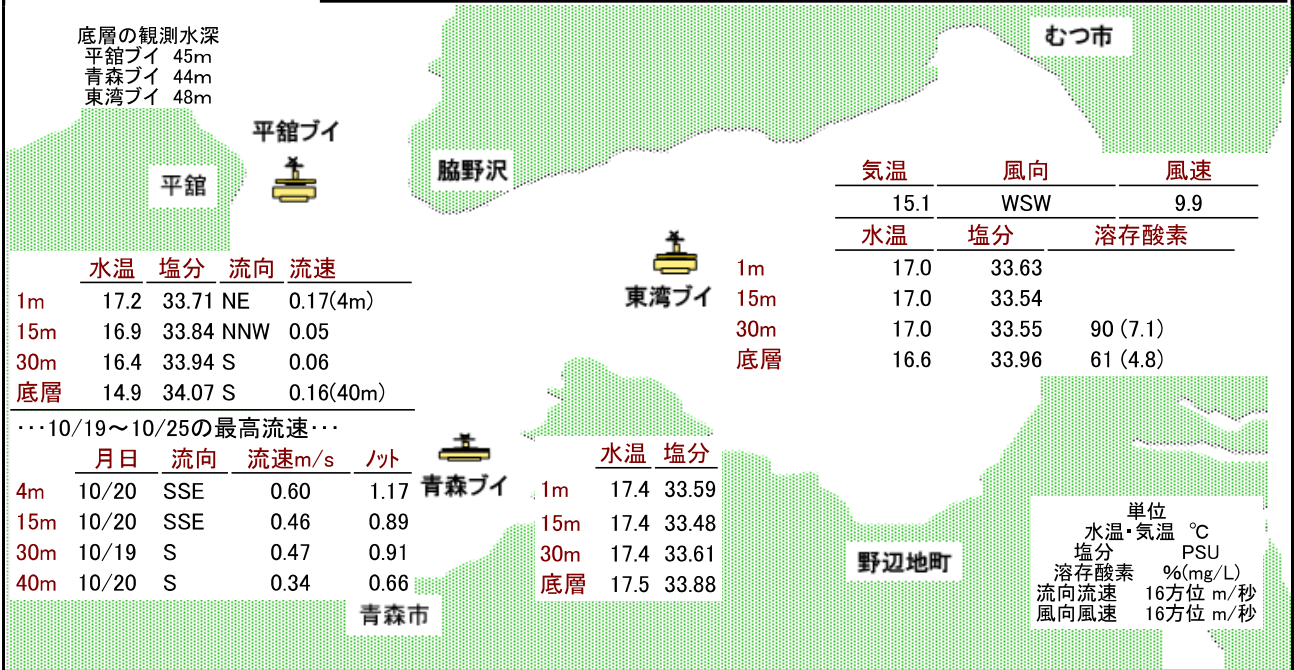 底層の観測水深
平舘ブイ 45m
青森ブイ 44m
東湾ブイ 48m
平舘ブイ
平舘
脇野沢
むつ市
気温 風向 風速
15.1 WSW 9.9
水温 塩分 溶存酸素
1m 17.0 33.63
15m 17.0 33.54
30m 17.0 33.55 90 (7.1)
底層 16.6 33.96 61 (4.8)
東湾ブイ
水温 塩分 流向 流速
1m 17.2 33.71 NE 0.17(4m)
15m 16.9 33.84 NNW 0.05
30m 16.4 33.94 S 0.06
底層 14.9 34.07 S 0.16(40m)
･･･10/19～10/25の最高流速･･･
月日 流向 流速m/s ノット
4m 10/20 SSE 0.60 1.17
15m 10/20 SSE 0.46 0.89
30m 10/19 S 0.47 0.91
40m 10/20 S 0.34 0.66
青森ブイ
水温 塩分
1m 17.4 33.59
15m 17.4 33.48
30m 17.4 33.61
底層 17.5 33.88
青森市
野辺地町
単位
水温・気温 ℃
塩分 PSU
溶存酸素 %(mg/L)
流向流速 16方位 m/秒
風向風速 16方位 m/秒